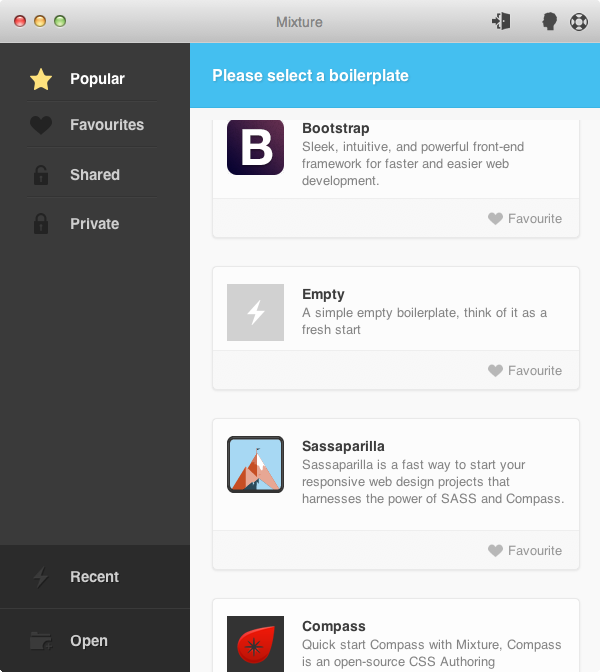 Mixture
Popular
Favourites
Shared
Private
Recent
Open
Please select a boilerplate
B
Bootstrap
Sleek, intuitive, and powerful front-end
framework for faster and easier web
development.
Favourite
Empty
A simple empty boilerplate, think of it as a
fresh start
Favourite
Sassaparilla
Sassaparilla is a fast way to start your
responsive web design projects that
harnesses the power of SASS and Compass.
Favourite
Compass
Quick start Compass with Mixture, Compass
is an open-source CSS Authoring